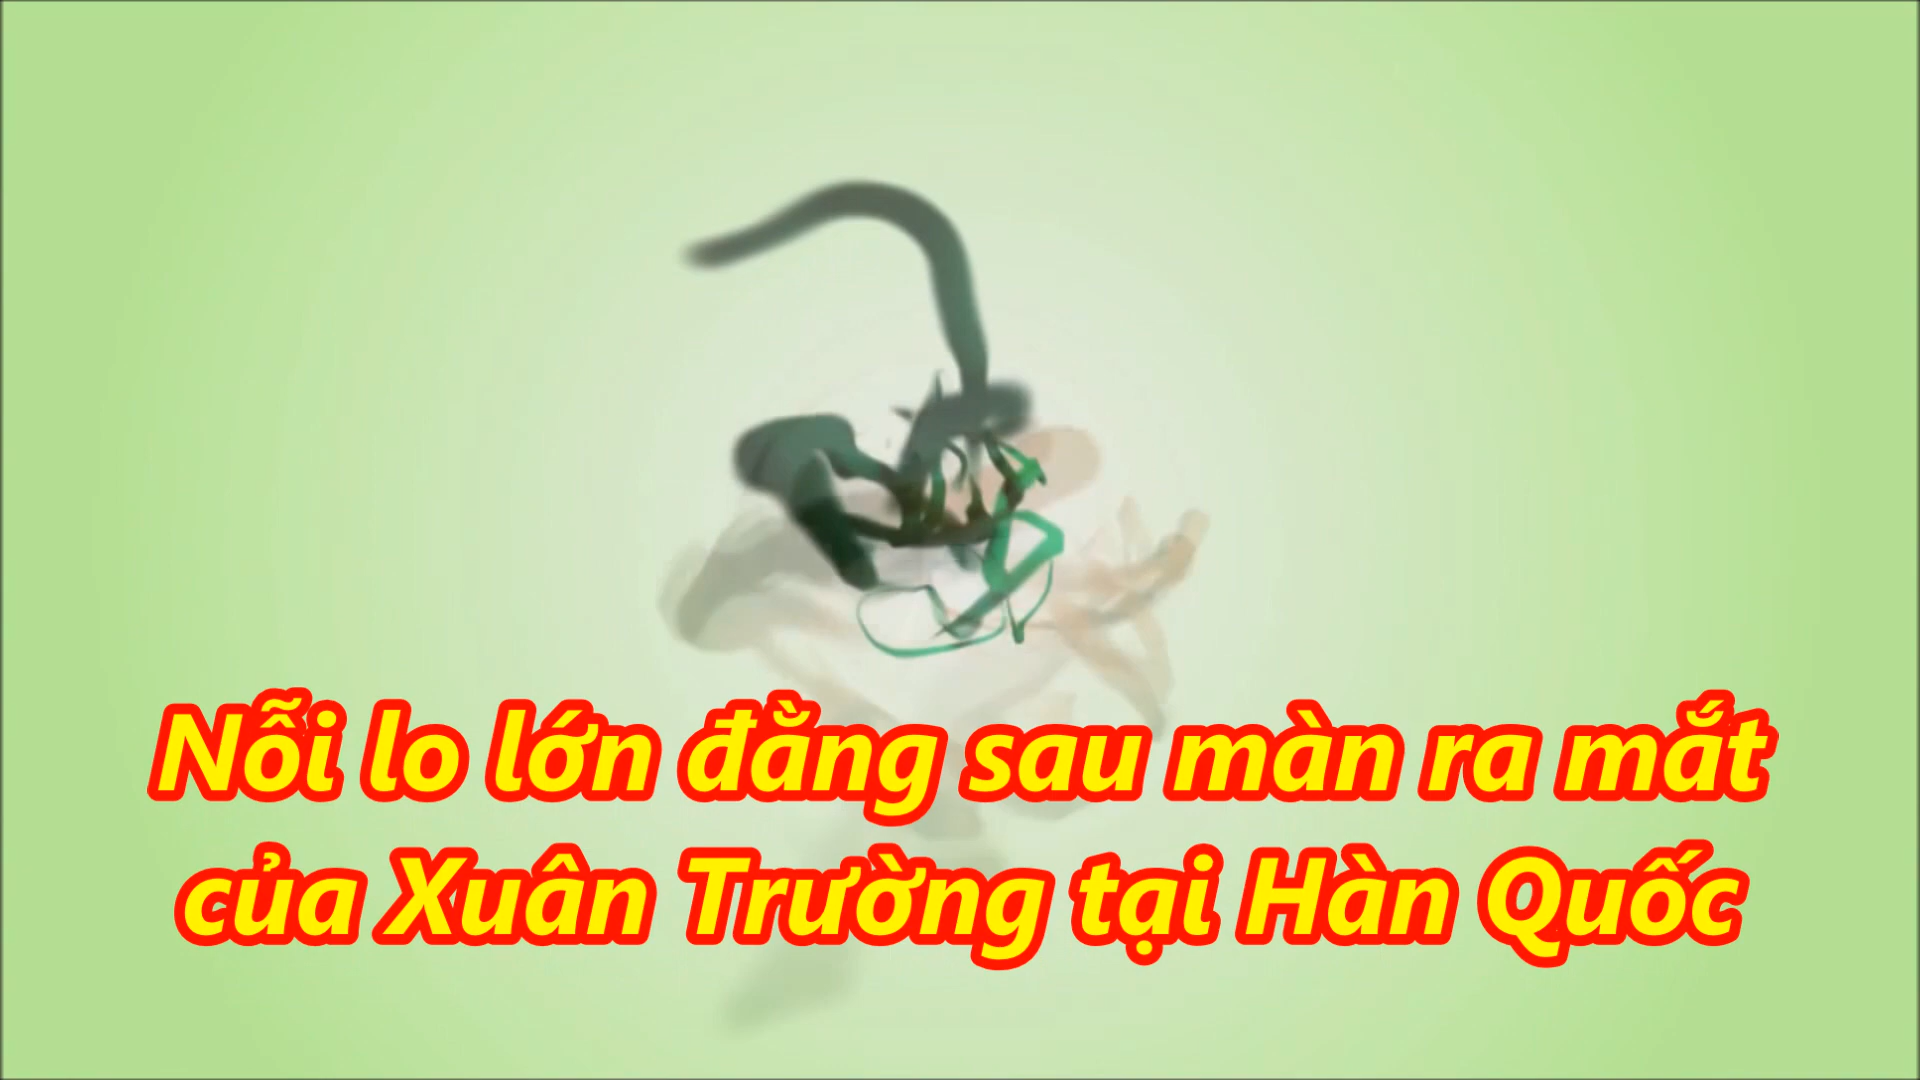 Nỗi lo lớn đằng sau màn ra mắt
của Xuân Trường tại Hàn Quốc